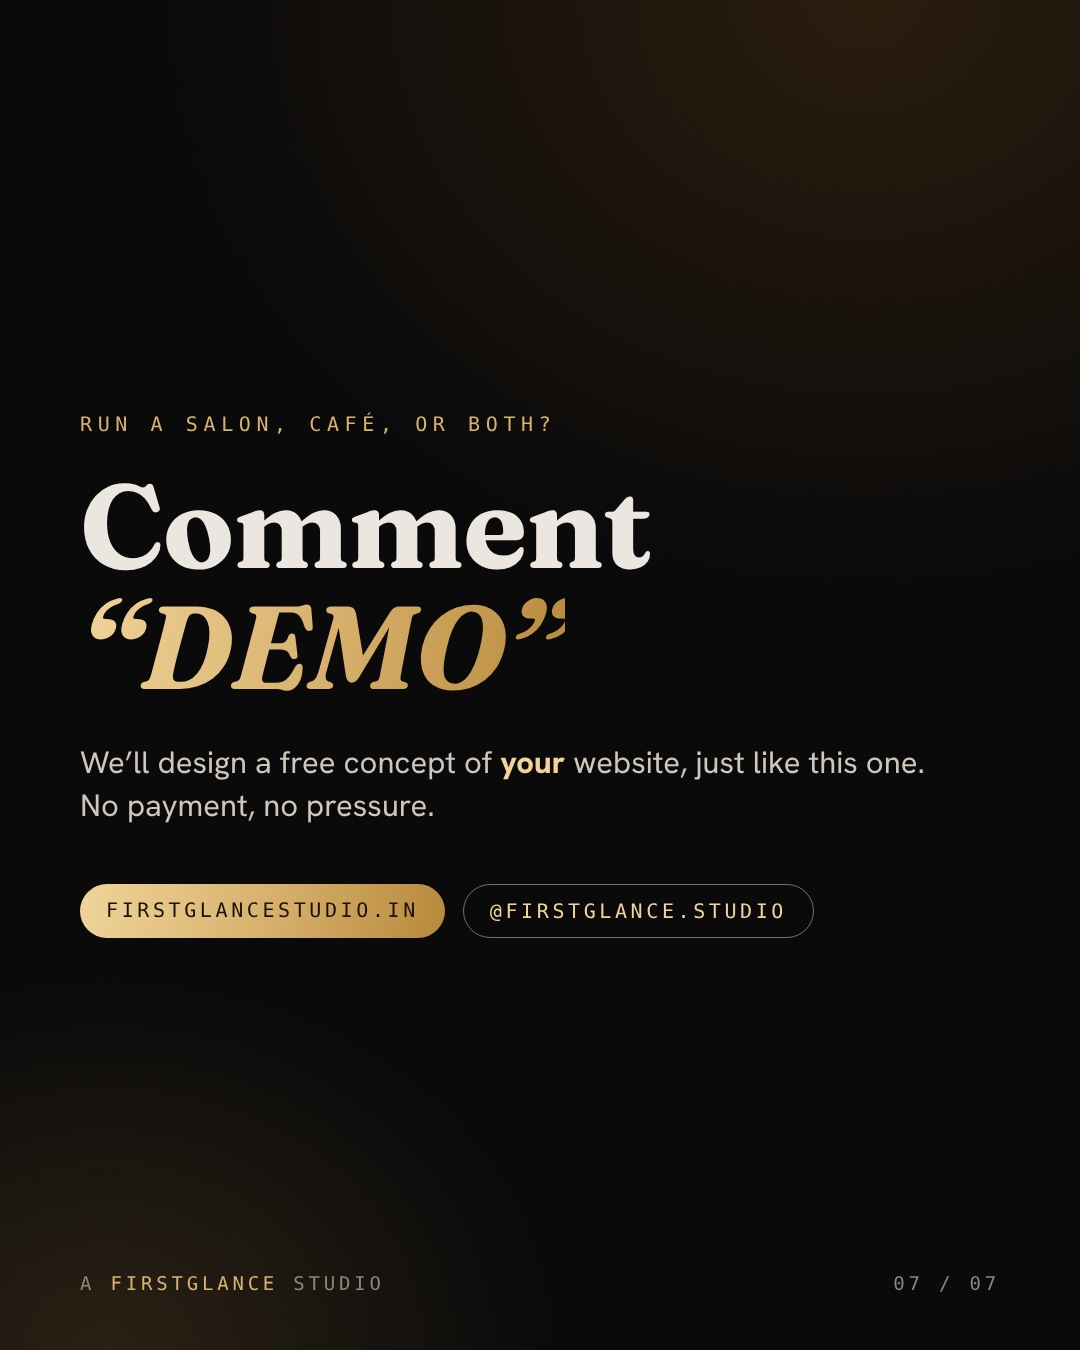 RUN A SALON, CAFÉ, OR BOTH?
Comment
“DEMO”
We’ll design a free concept of your website, just like this one.
No payment, no pressure.
FIRSTGLANCESTUDIO.IN
@FIRSTGLANCE.STUDIO
A FIRSTGLANCE STUDIO
07 / 07